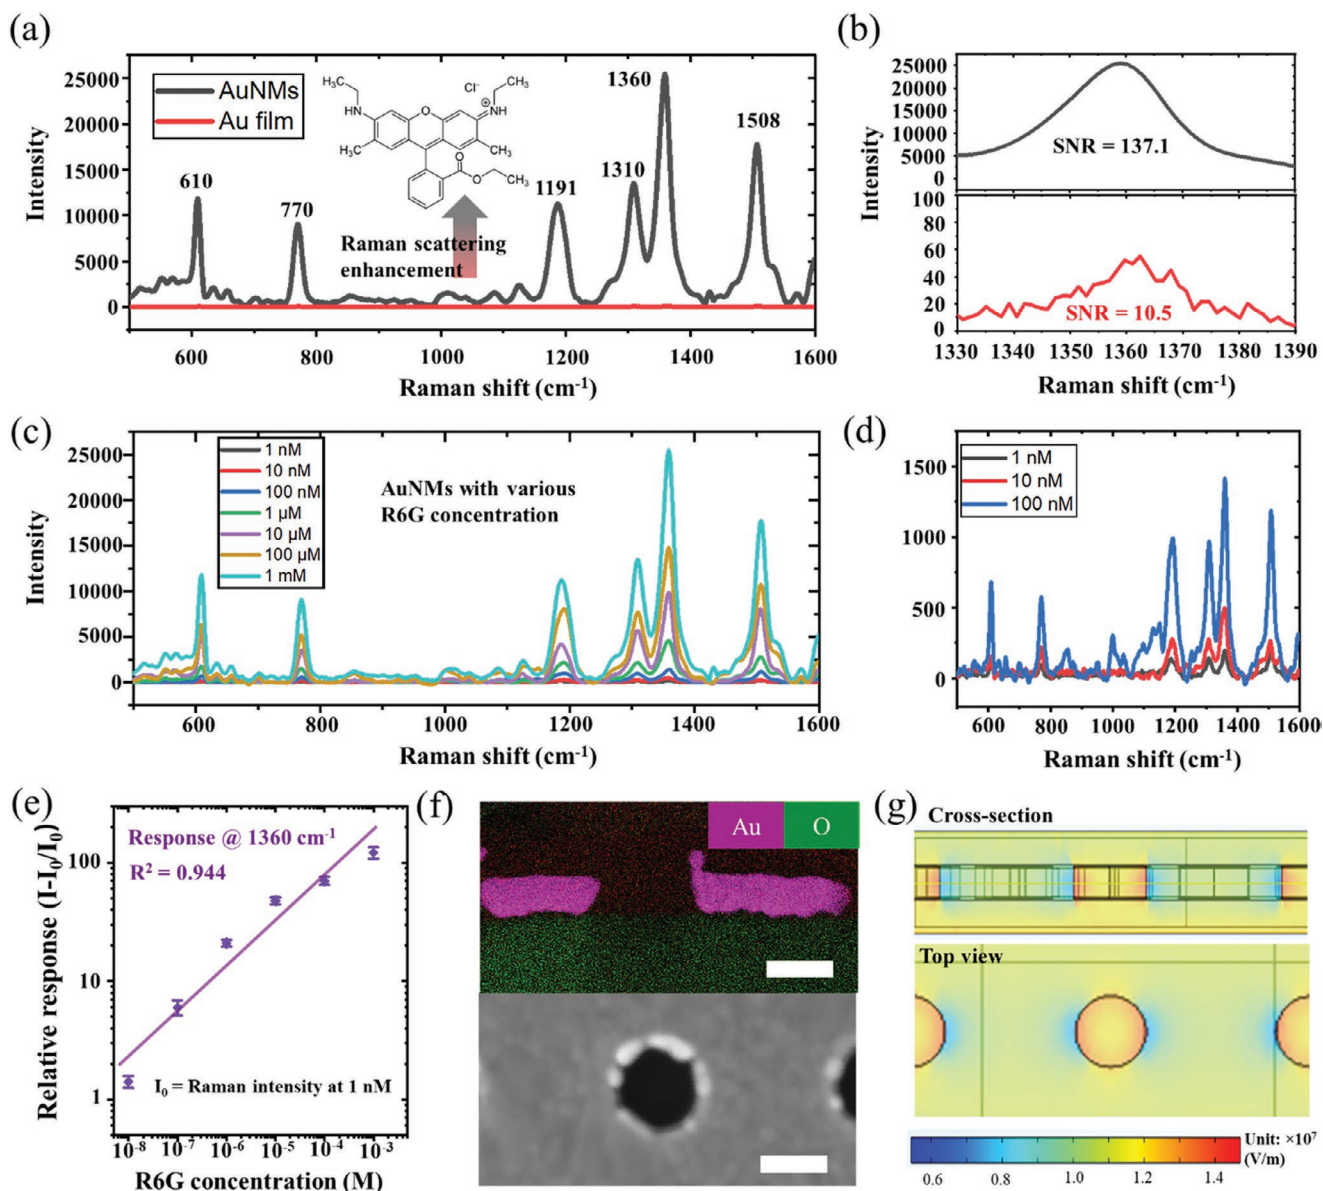 (a)
25000
20000
15000
10000
5000
0
Intensity
AuNMs
Au film
H₃C
CH₃
Cl⁻
NH
O
⊕
NH
H₃C
CH₃
O
O
CH₃
610
770
1191
1310
1360
1508
Raman scattering
enhancement
600 800 1000 1200 1400 1600
Raman shift (cm⁻¹)
(b)
25000
20000
15000
10000
5000
0
SNR = 137.1
100
80
60
40
20
0
SNR = 10.5
Intensity
1330 1340 1350 1360 1370 1380 1390
Raman shift (cm⁻¹)
(c)
25000
20000
15000
10000
5000
0
Intensity
1 nM
10 nM
100 nM
1 μM
10 μM
100 μM
1 mM
AuNMs with various
R6G concentration
600 800 1000 1200 1400 1600
Raman shift (cm⁻¹)
(d)
1500
1000
500
0
Intensity
1 nM
10 nM
100 nM
600 800 1000 1200 1400 1600
Raman shift (cm⁻¹)
(e)
Relative response (I-I₀/I₀)
100
10
1
Response @ 1360 cm⁻¹
R² = 0.944
I₀ = Raman intensity at 1 nM
10⁻⁸ 10⁻⁷ 10⁻⁶ 10⁻⁵ 10⁻⁴ 10⁻³
R6G concentration (M)
(f)
Au O
(g)
Cross-section
Top view
Unit: ×10⁷
(V/m)
0.6 0.8 1.0 1.2 1.4